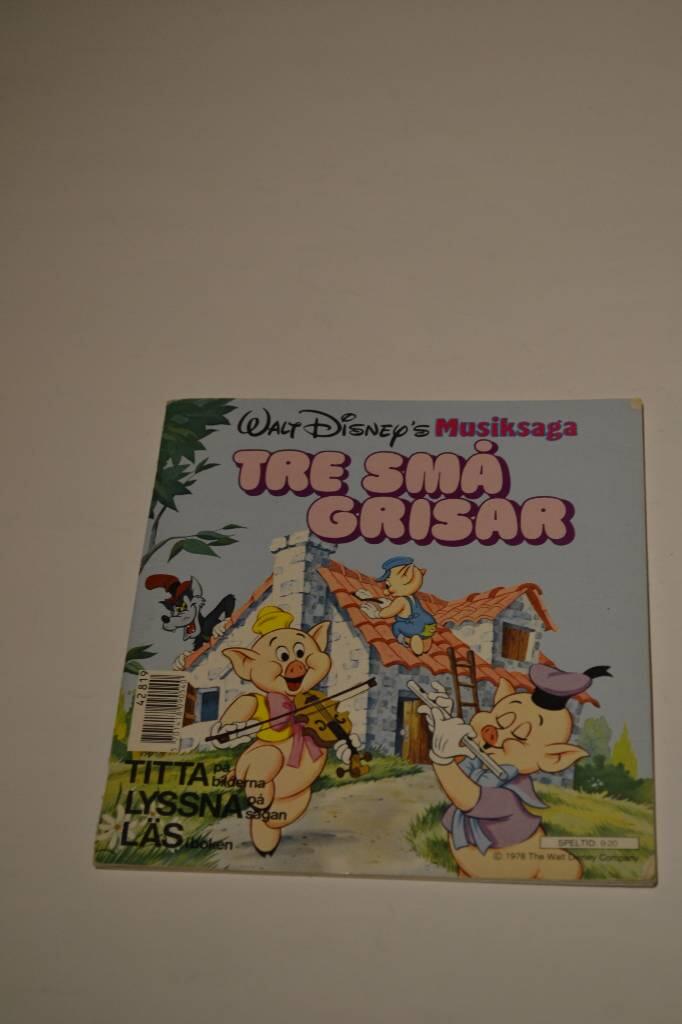 WALT DISNEY'S Musiksaga
TRE SMÅ
GRISAR
42819
TITTA på bilderna
LYSSNA på sagan
LÄS i boken
SPELTID: 9:20
© 1978 The Walt Disney Company